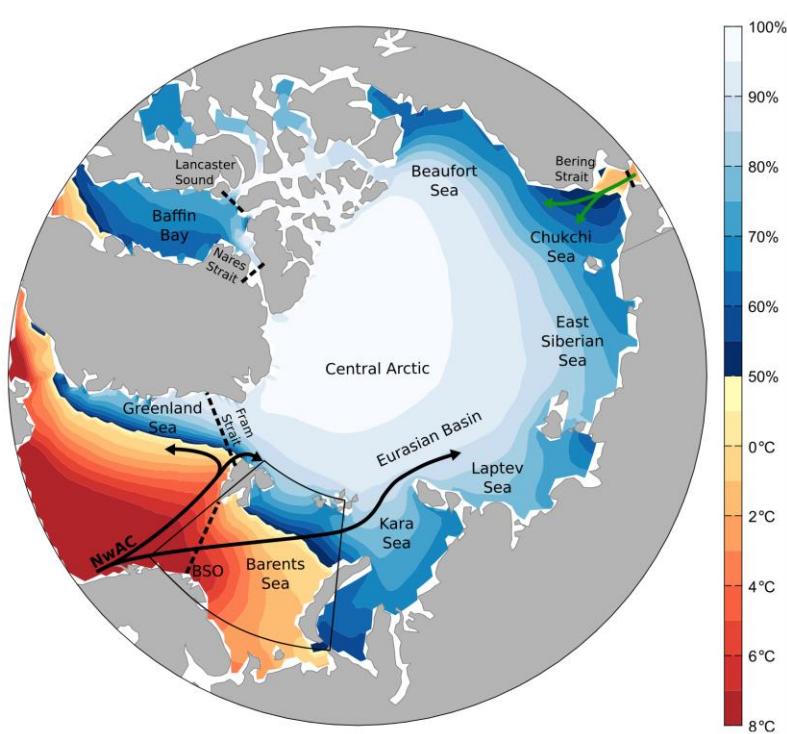 Lancaster
Sound
Baffin
Bay
Nares
Strait
Beaufort
Sea
Bering
Strait
Chukchi
Sea
East
Siberian
Sea
Central Arctic
Greenland
Sea
Fram
Strait
Eurasian Basin
Laptev
Sea
Kara
Sea
NwAC
BSO
Barents
Sea
100%
90%
80%
70%
60%
50%
0°C
2°C
4°C
6°C
8°C